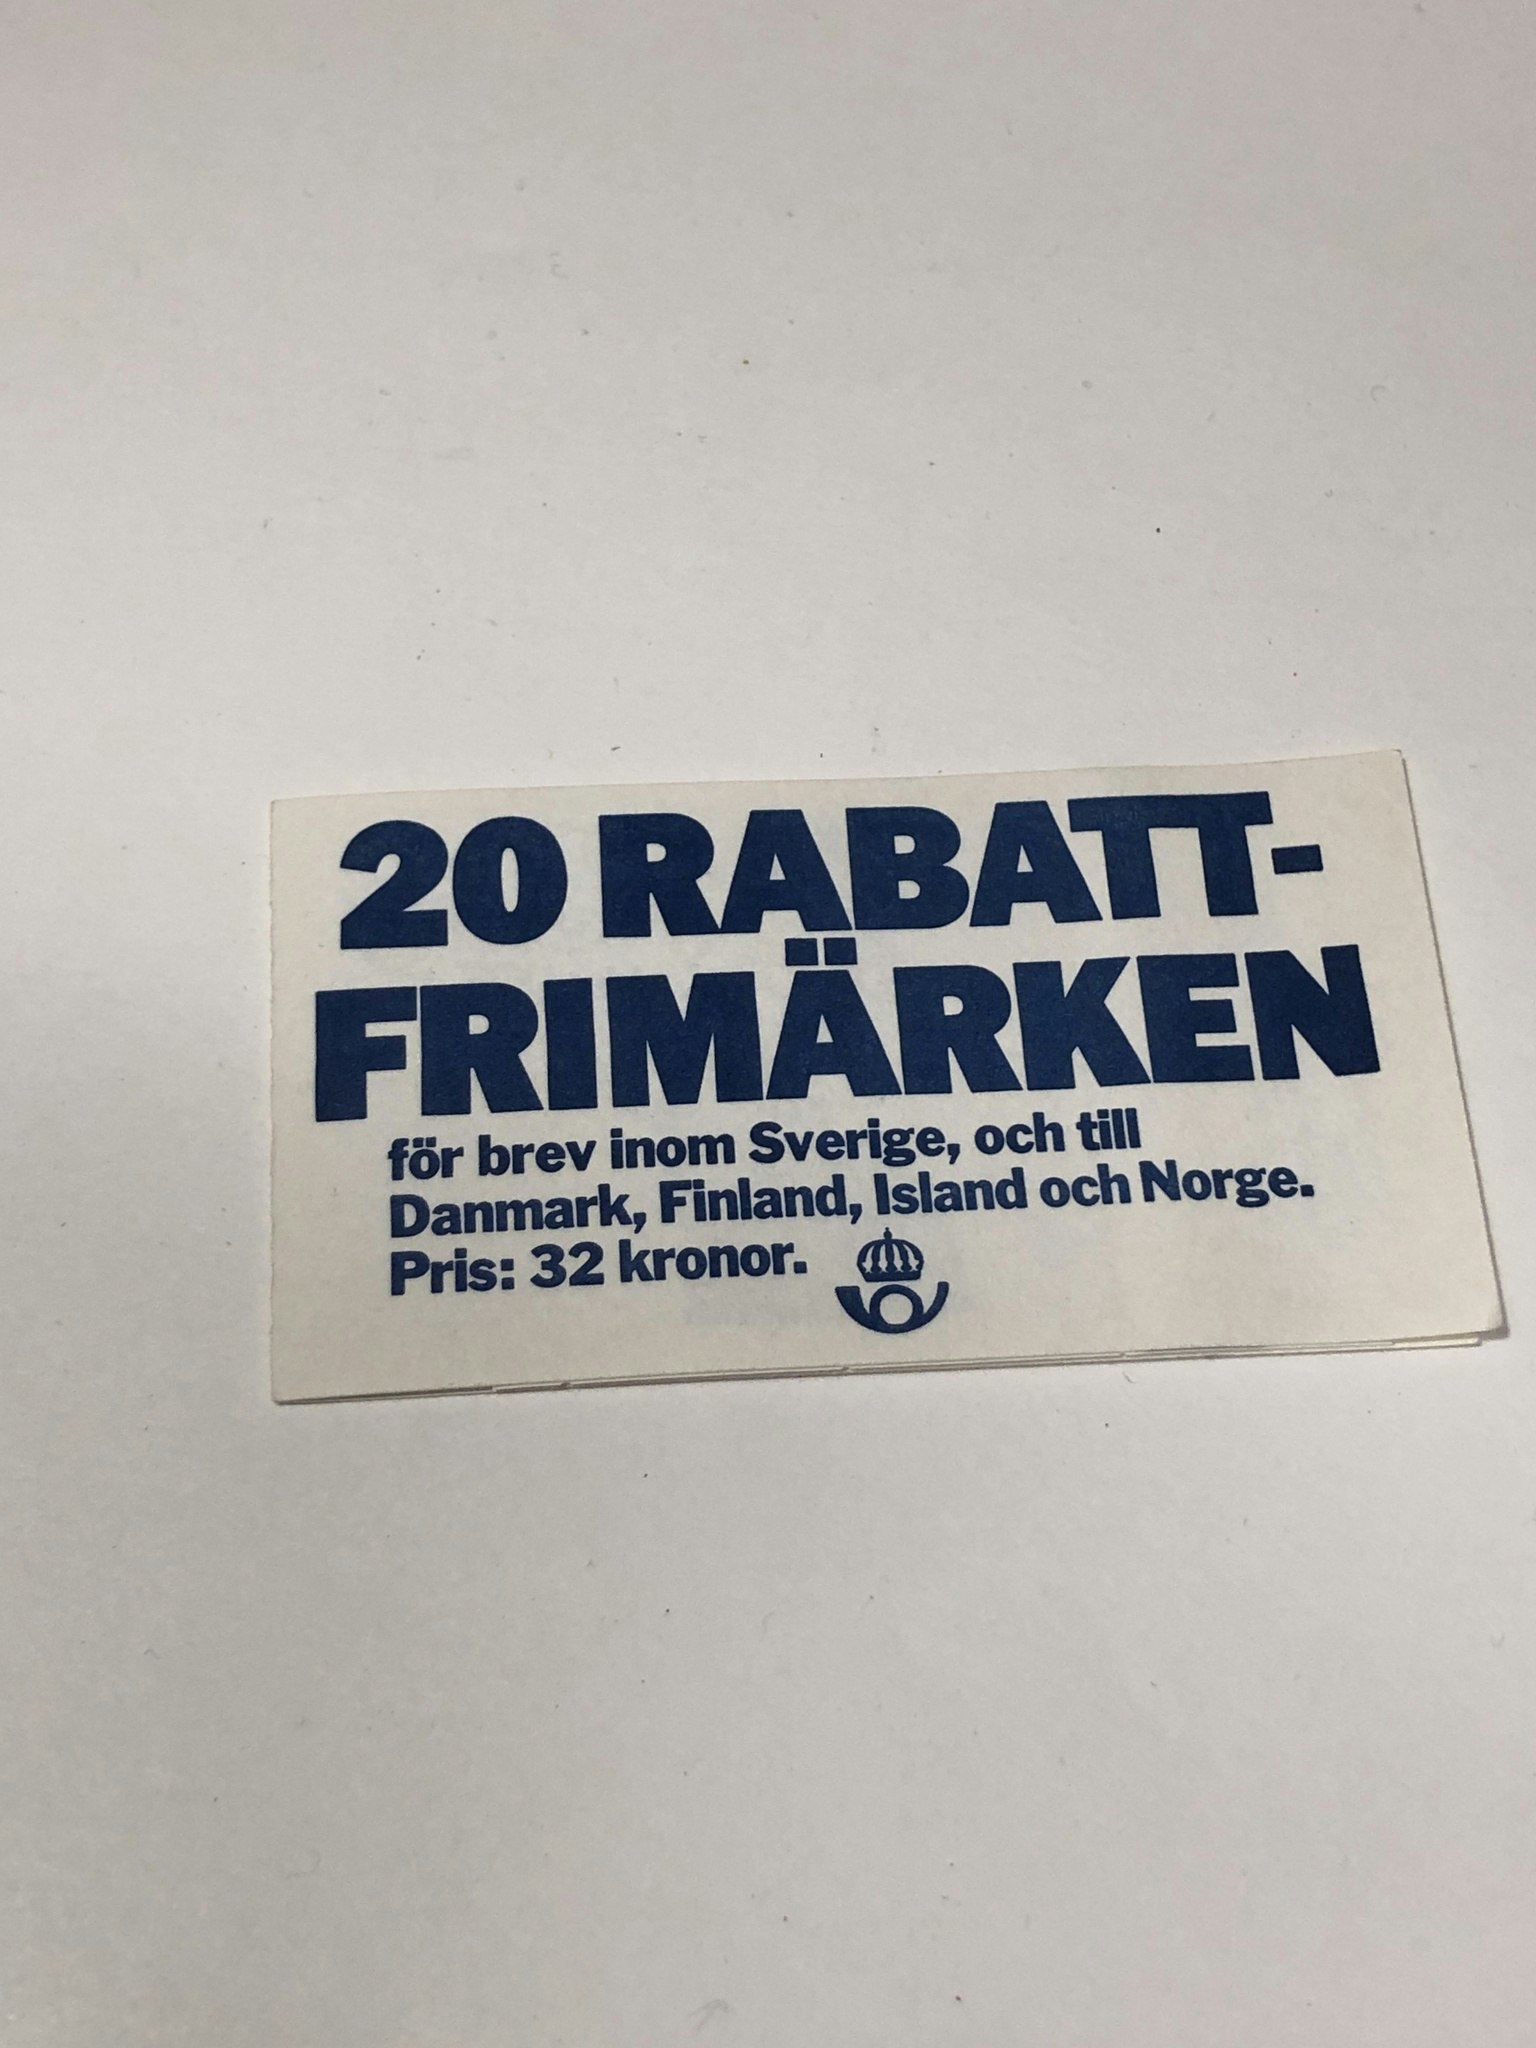 20 RABATT-
FRIMÄRKEN
för brev inom Sverige, och till
Danmark, Finland, Island och Norge.
Pris: 32 kronor.